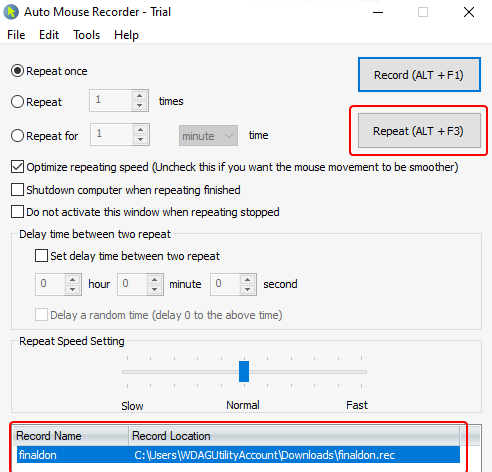 Auto Mouse Recorder - Trial
File Edit Tools Help
Repeat once
Record (ALT + F1)
Repeat 1 times
Repeat (ALT + F3)
Repeat for 1 minute time
Optimize repeating speed (Uncheck this if you want the mouse movement to be smoother)
Shutdown computer when repeating finished
Do not activate this window when repeating stopped
Delay time between two repeat
Set delay time between two repeat
0 hour 0 minute 0 second
Delay a random time (delay 0 to the above time)
Repeat Speed Setting
Slow Normal Fast
Record Name Record Location
finaldon C:\Users\WDAGUtilityAccount\Downloads\finaldon.rec